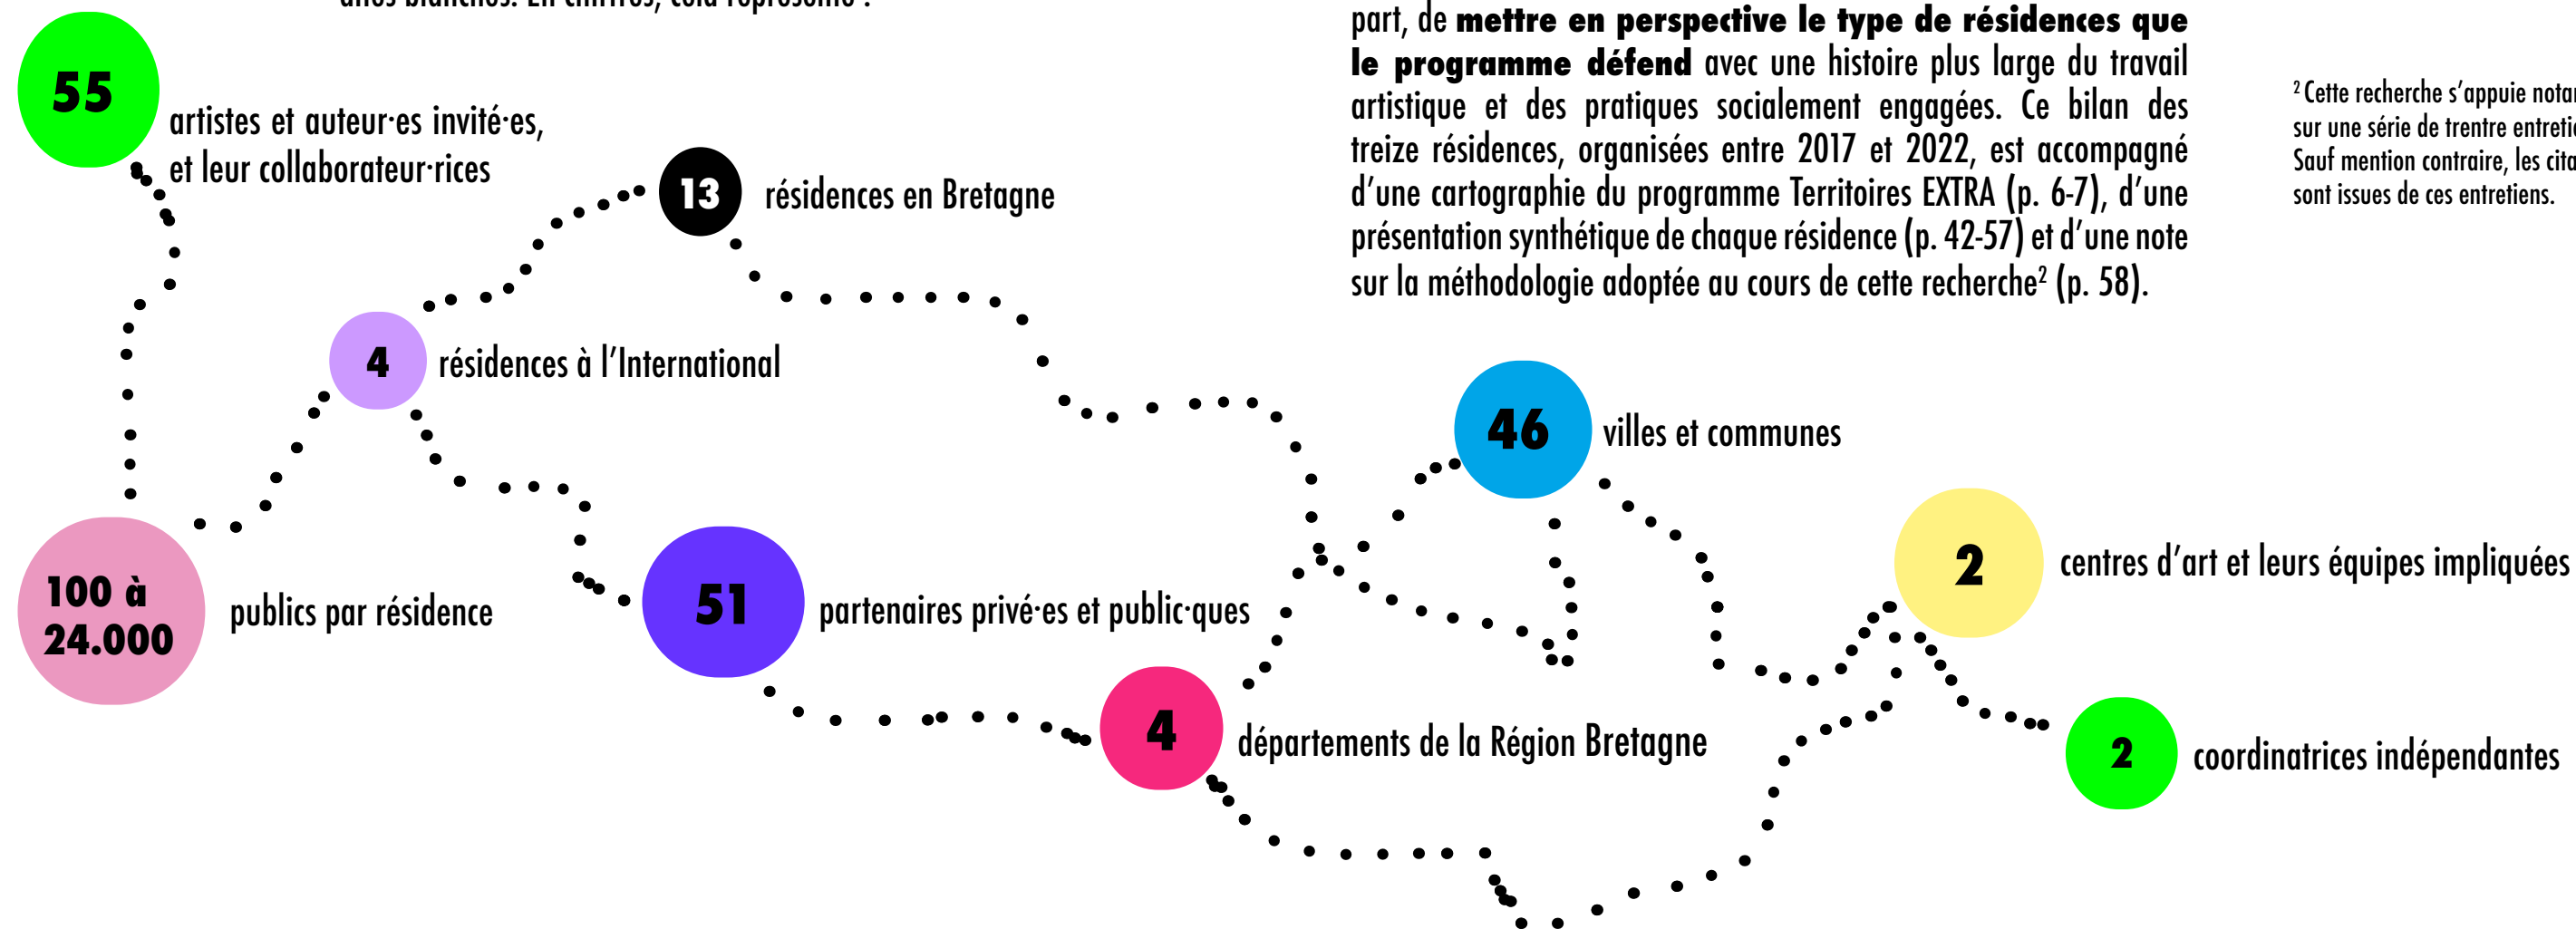 ailes blanches. En chiffres, cela représente :
55
artistes et auteur·es invité·es,
et leur collaborateur·rices
13
résidences en Bretagne
4
résidences à l’International
100 à
24.000
publics par résidence
51
partenaires privé·es et public·ques
4
départements de la Région Bretagne
46
villes et communes
2
centres d’art et leurs équipes impliquées
2
coordinatrices indépendantes
part, de mettre en perspective le type de résidences que
le programme défend avec une histoire plus large du travail
artistique et des pratiques socialement engagées. Ce bilan des
treize résidences, organisées entre 2017 et 2022, est accompagné
d’une cartographie du programme Territoires EXTRA (p. 6-7), d’une
présentation synthétique de chaque résidence (p. 42-57) et d’une note
sur la méthodologie adoptée au cours de cette recherche² (p. 58).
² Cette recherche s’appuie
sur une série de trentre
Sauf mention contraire, les
sont issues de ces entretiens.